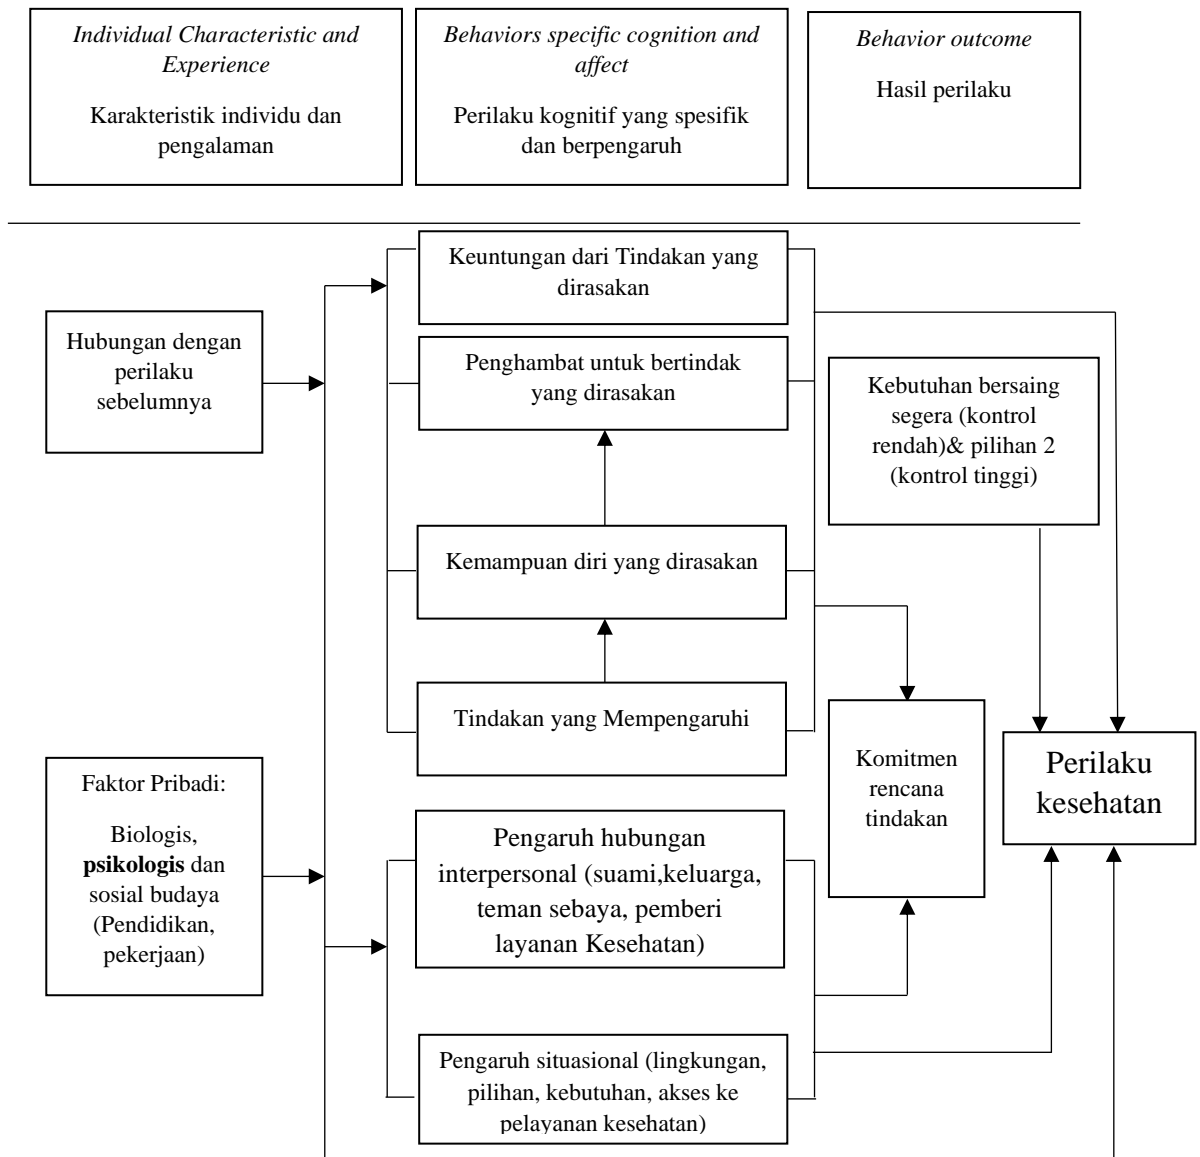 Individual Characteristic and
Experience
Karakteristik individu dan
pengalaman
Behaviors specific cognition and
affect
Perilaku kognitif yang spesifik
dan berpengaruh
Behavior outcome
Hasil perilaku
Hubungan dengan
perilaku
sebelumnya
Faktor Pribadi:
Biologis,
psikologis dan
sosial budaya
(Pendidikan,
pekerjaan)
Keuntungan dari Tindakan yang
dirasakan
Penghambat untuk bertindak
yang dirasakan
Kemampuan diri yang dirasakan
Tindakan yang Mempengaruhi
Pengaruh hubungan
interpersonal (suami,keluarga,
teman sebaya, pemberi
layanan Kesehatan)
Pengaruh situasional (lingkungan,
pilihan, kebutuhan, akses ke
pelayanan kesehatan)
Kebutuhan bersaing
segera (kontrol
rendah)& pilihan 2
(kontrol tinggi)
Komitmen
rencana
tindakan
Perilaku
kesehatan